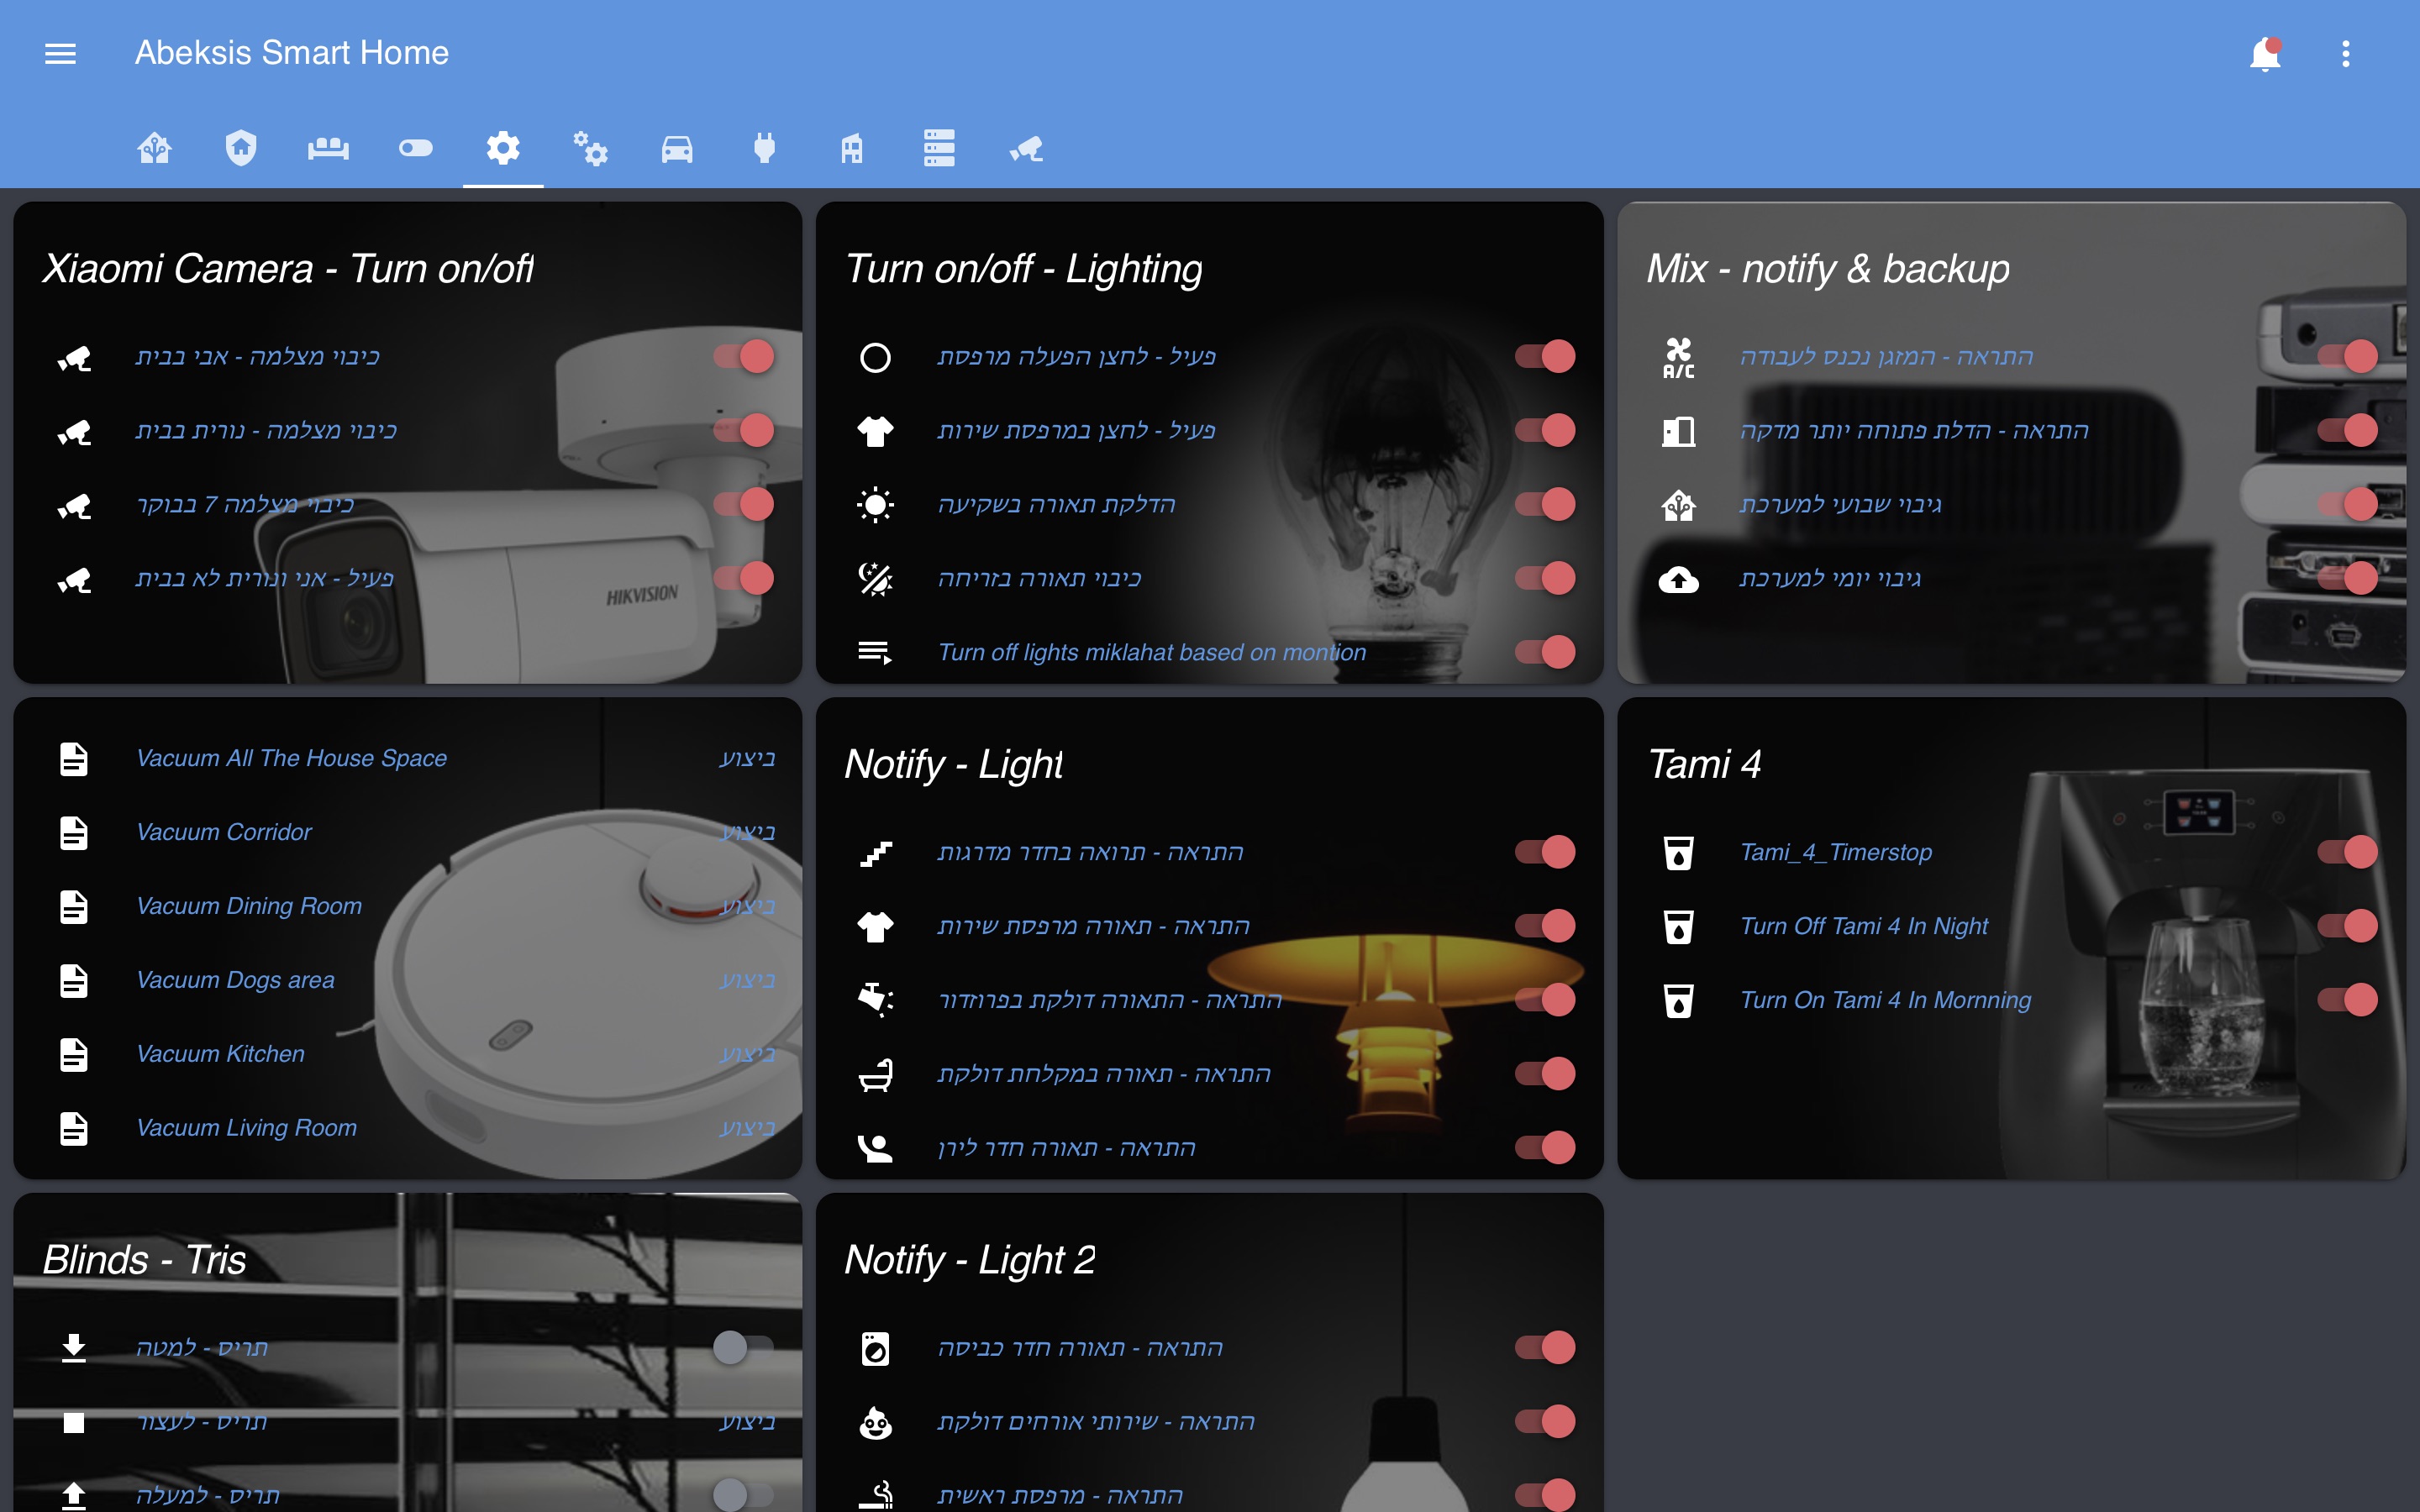 Abeksis Smart Home
Xiaomi Camera - Turn on/off
כיבוי מצלמה - אבי בבית
כיבוי מצלמה - נורית בבית
כיבוי מצלמה 7 בבוקר
פעיל - אני ונורית לא בבית
HIKVISION
Turn on/off - Lighting
פעיל - לחצן הפעלה מרפסת
פעיל - לחצן במרפסת שירות
הדלקת תאורה בשקיעה
כיבוי תאורה בזריחה
Turn off lights miklahat based on montion
Mix - notify & backup
A/C
התראה - המזגן נכנס לעבודה
התראה - הדלת פתוחה יותר מדקה
גיבוי שבועי למערכת
גיבוי יומי למערכת
Vacuum All The House Space ביצוע
Vacuum Corridor ביצוע
Vacuum Dining Room ביצוע
Vacuum Dogs area ביצוע
Vacuum Kitchen ביצוע
Vacuum Living Room ביצוע
Notify - Light
התראה - תרואה בחדר מדרגות
התראה - תאורה מרפסת שירות
התראה - התאורה דולקת בפרוזדור
התראה - תאורה במקלחת דולקת
התראה - תאורה חדר לירן
Tami 4
Tami_4_Timerstop
Turn Off Tami 4 In Night
Turn On Tami 4 In Mornning
Blinds - Tris
תריס - למטה
תריס - לעצור ביצוע
תריס - למעלה
Notify - Light 2
התראה - תאורה חדר כביסה
התראה - שירותי אורחים דולקת
התראה - מרפסת ראשית